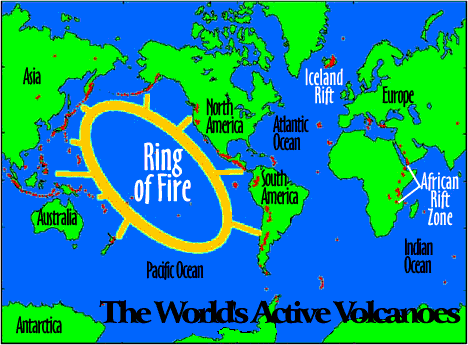 Asia
Iceland
Rift
Europe
North
America
Atlantic
Ocean
Ring
of Fire
South
America
African
Rift
Zone
Australia
Indian
Ocean
Pacific Ocean
The World's Active Volcanoes
Antarctica